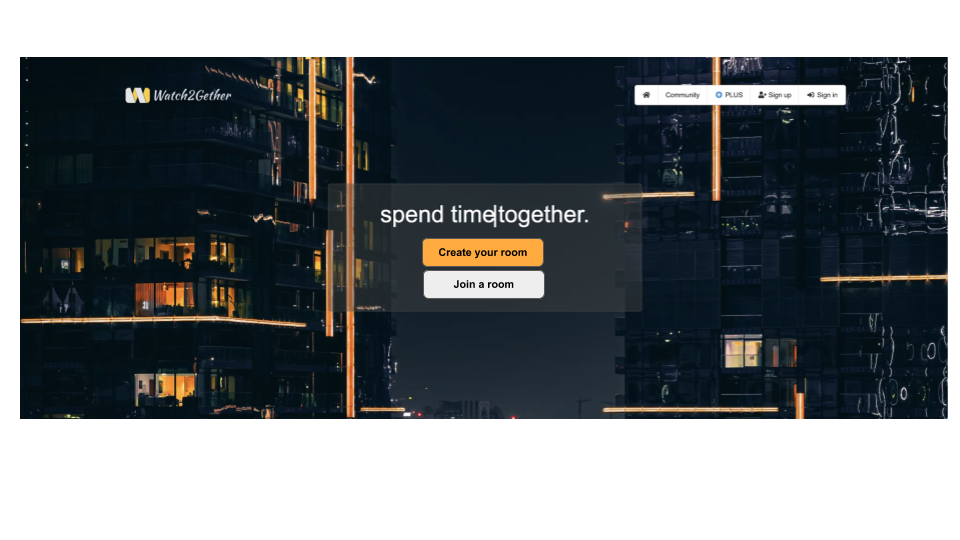 Watch2Gether
Community PLUS Sign up Sign in
spend time together.
Create your room
Join a room